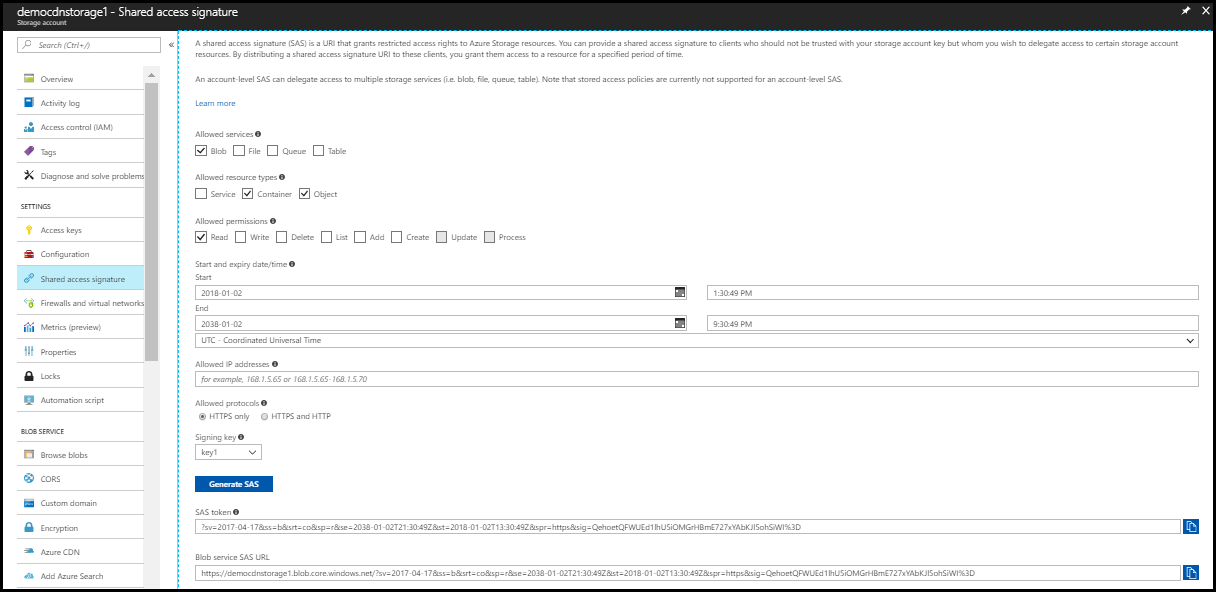 democdnstorage1 - Shared access signature
Storage account
Search (Ctrl+/)
Overview
Activity log
Access control (IAM)
Tags
Diagnose and solve problems
SETTINGS
Access keys
Configuration
Shared access signature
Firewalls and virtual networks
Metrics (preview)
Properties
Locks
Automation script
BLOB SERVICE
Browse blobs
CORS
Custom domain
Encryption
Azure CDN
Add Azure Search
A shared access signature (SAS) is a URI that grants restricted access rights to Azure Storage resources. You can provide a shared access signature to clients who should not be trusted with your storage account key but whom you wish to delegate access to certain storage account
resources. By distributing a shared access signature URI to these clients, you grant them access to a resource for a specified period of time.
An account-level SAS can delegate access to multiple storage services (i.e. blob, file, queue, table). Note that stored access policies are currently not supported for an account-level SAS.
Learn more
Allowed services
Blob File Queue Table
Allowed resource types
Service Container Object
Allowed permissions
Read Write Delete List Add Create Update Process
Start and expiry date/time
Start
2018-01-02 1:30:49 PM
End
2038-01-02 9:30:49 PM
UTC - Coordinated Universal Time
Allowed IP addresses
for example, 168.1.5.65 or 168.1.5.65-168.1.5.70
Allowed protocols
HTTPS only HTTPS and HTTP
Signing key
key1
Generate SAS
SAS token
?sv=2017-04-17&ss=b&srt=co&sp=r&se=2038-01-02T21:30:49Z&st=2018-01-02T13:30:49Z&spr=https&sig=QehoetQFWUEd1lhU5iOMGrHBmE727xYAbKJl5ohSiWI%3D
Blob service SAS URL
https://democdnstorage1.blob.core.windows.net/?sv=2017-04-17&ss=b&srt=co&sp=r&se=2038-01-02T21:30:49Z&st=2018-01-02T13:30:49Z&spr=https&sig=QehoetQFWUEd1lhU5iOMGrHBmE727xYAbKJl5ohSiWI%3D